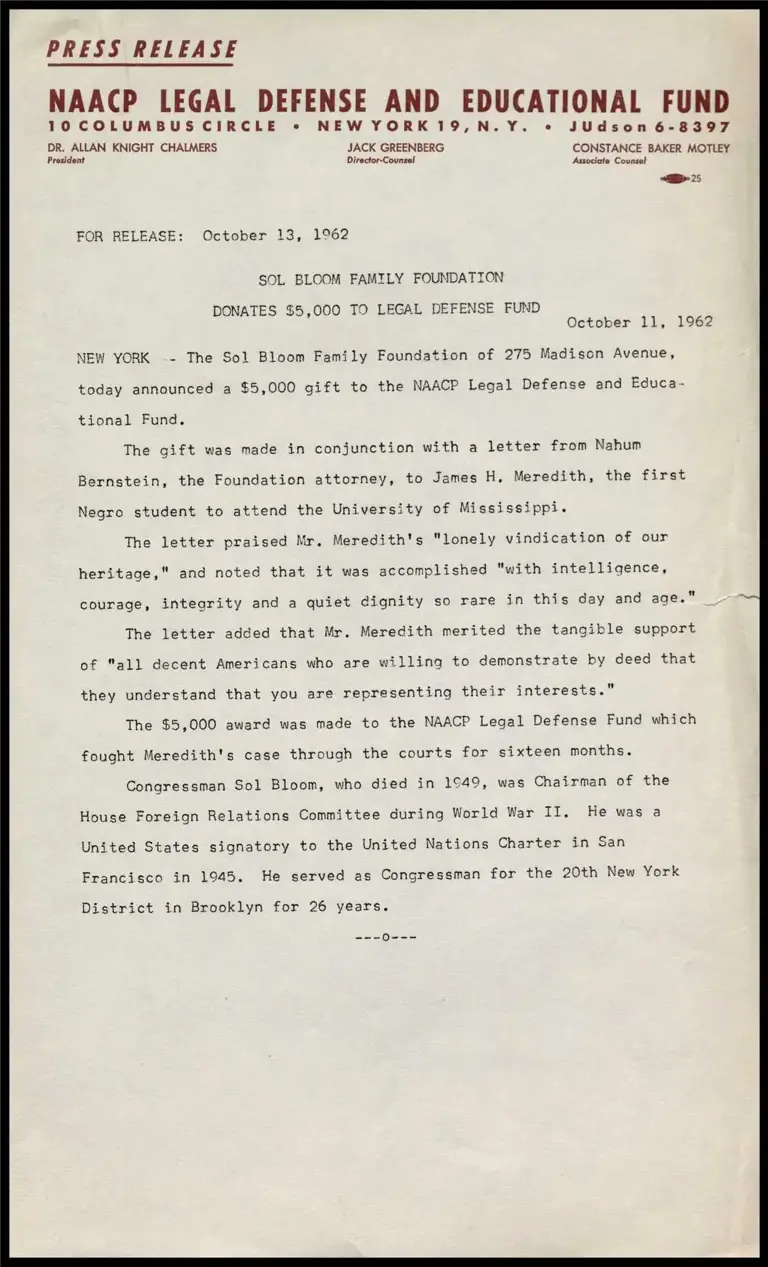 PRESS RELEASE
NAACP LEGAL DEFENSE AND EDUCATIONAL FUND
10 COLUMBUS CIRCLE • NEW YORK 19, N.Y. • JUdson 6-8397
DR. ALLAN KNIGHT CHALMERS JACK GREENBERG CONSTANCE BAKER MOTLEY
President Director-Counsel Associate Counsel
25
FOR RELEASE: October 13, 1962
SOL BLOOM FAMILY FOUNDATION
DONATES $5,000 TO LEGAL DEFENSE FUND
October 11, 1962
NEW YORK -- The Sol Bloom Family Foundation of 275 Madison Avenue,
today announced a $5,000 gift to the NAACP Legal Defense and Educa-
tional Fund.
The gift was made in conjunction with a letter from Nahum
Bernstein, the Foundation attorney, to James H. Meredith, the first
Negro student to attend the University of Mississippi.
The letter praised Mr. Meredith's "lonely vindication of our
heritage," and noted that it was accomplished "with intelligence,
courage, integrity and a quiet dignity so rare in this day and age."
The letter added that Mr. Meredith merited the tangible support
of "all decent Americans who are willing to demonstrate by deed that
they understand that you are representing their interests."
The $5,000 award was made to the NAACP Legal Defense Fund which
fought Meredith's case through the courts for sixteen months.
Congressman Sol Bloom, who died in 1949, was Chairman of the
House Foreign Relations Committee during World War II. He was a
United States signatory to the United Nations Charter in San
Francisco in 1945. He served as Congressman for the 20th New York
District in Brooklyn for 26 years.
---o---